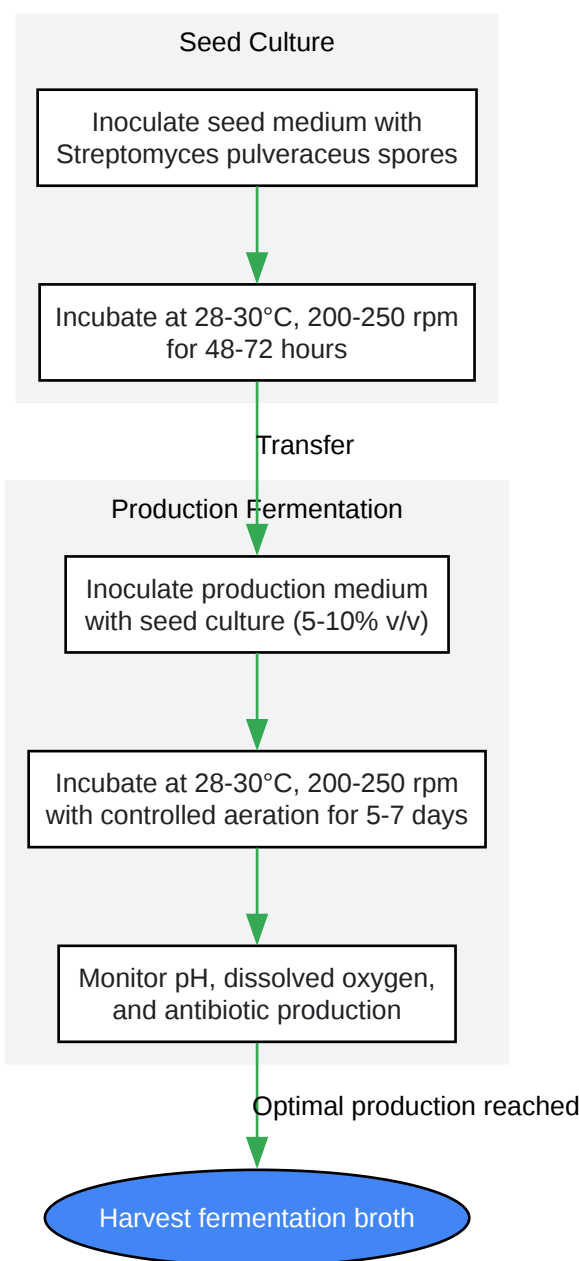 Seed Culture
Inoculate seed medium with
Streptomyces pulveraceus spores
Incubate at 28-30°C, 200-250 rpm
for 48-72 hours
Transfer
Production Fermentation
Inoculate production medium
with seed culture (5-10% v/v)
Incubate at 28-30°C, 200-250 rpm
with controlled aeration for 5-7 days
Monitor pH, dissolved oxygen,
and antibiotic production
Optimal production reached
Harvest fermentation broth